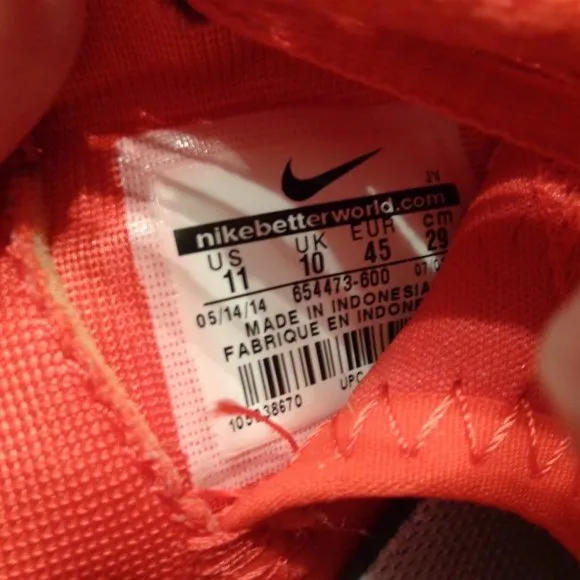 nikebetterworld.com
US UK EUR cm
11 10 45 29
05/14/14 654473-600
MADE IN INDONESIA
FABRIQUE EN INDON
UPC